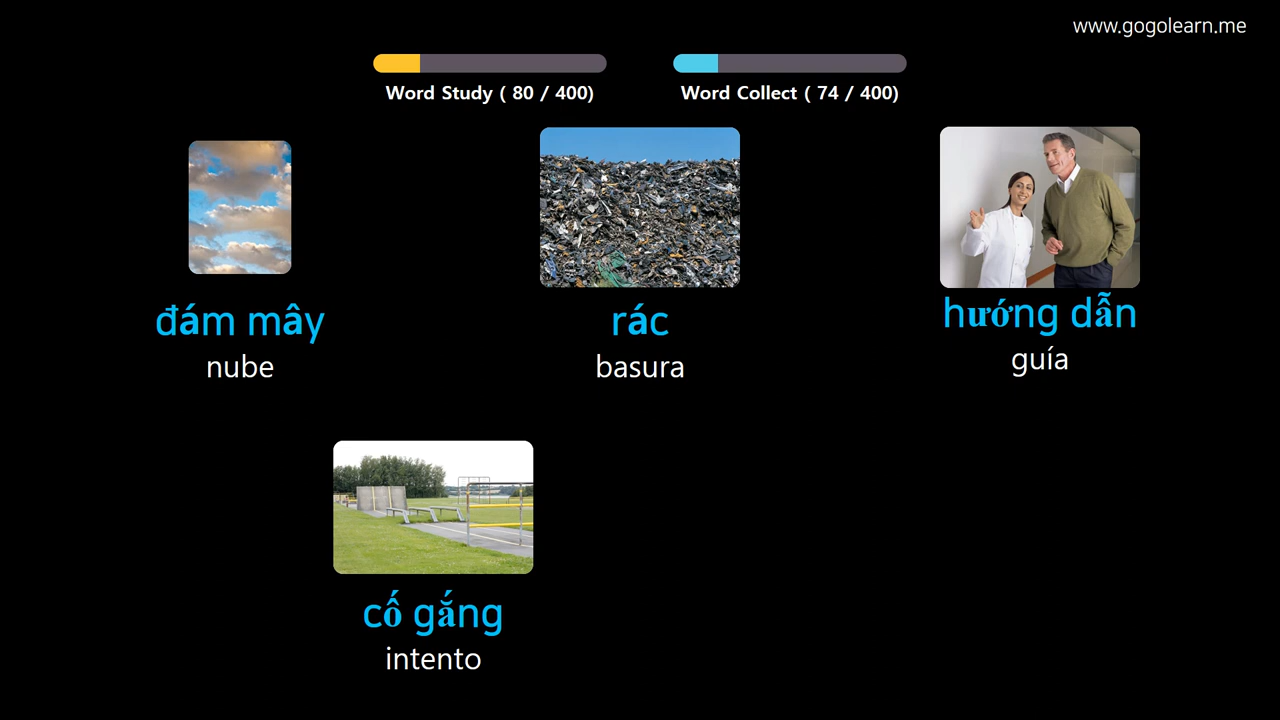 www.gogolearn.me
Word Study ( 80 / 400)
Word Collect ( 74 / 400)
đám mây
nube
rác
basura
hướng dẫn
guía
cố gắng
intento